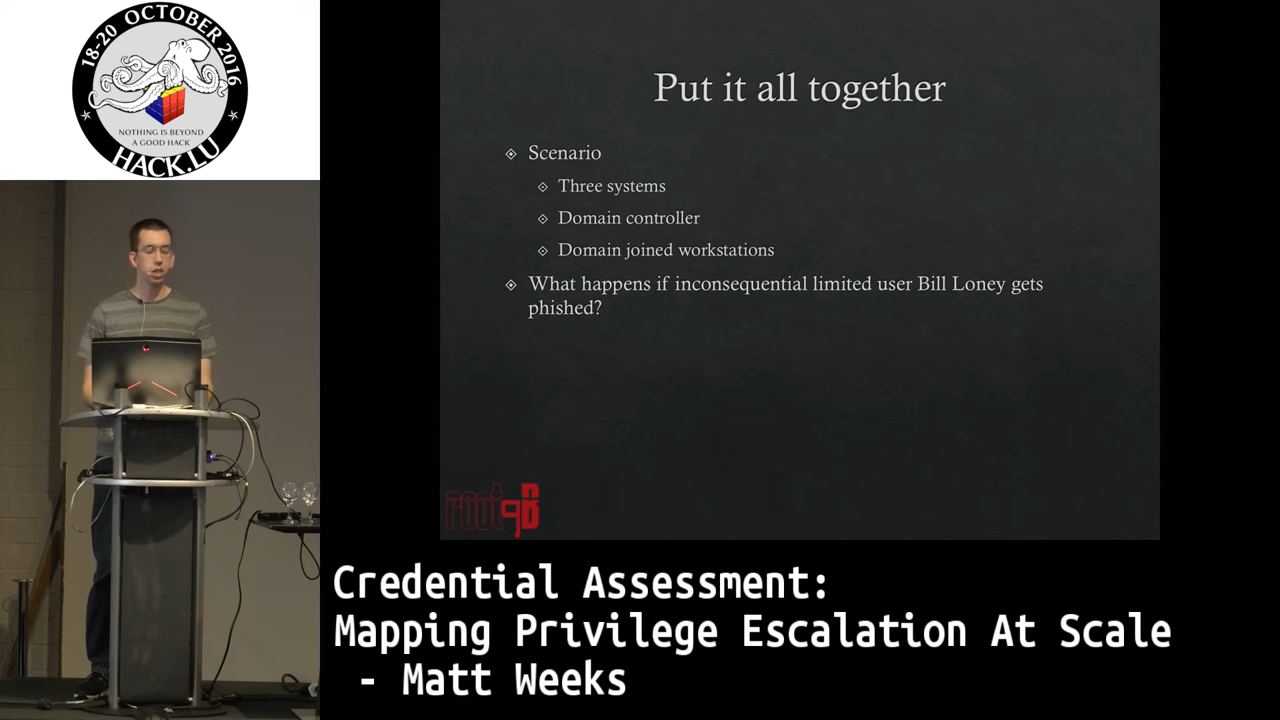 18-20 OCTOBER 2016
NOTHING IS BEYOND
A GOOD HACK
HACK.LU
Put it all together
Scenario
Three systems
Domain controller
Domain joined workstations
What happens if inconsequential limited user Bill Loney gets
phished?
root9B
Credential Assessment:
Mapping Privilege Escalation At Scale
- Matt Weeks